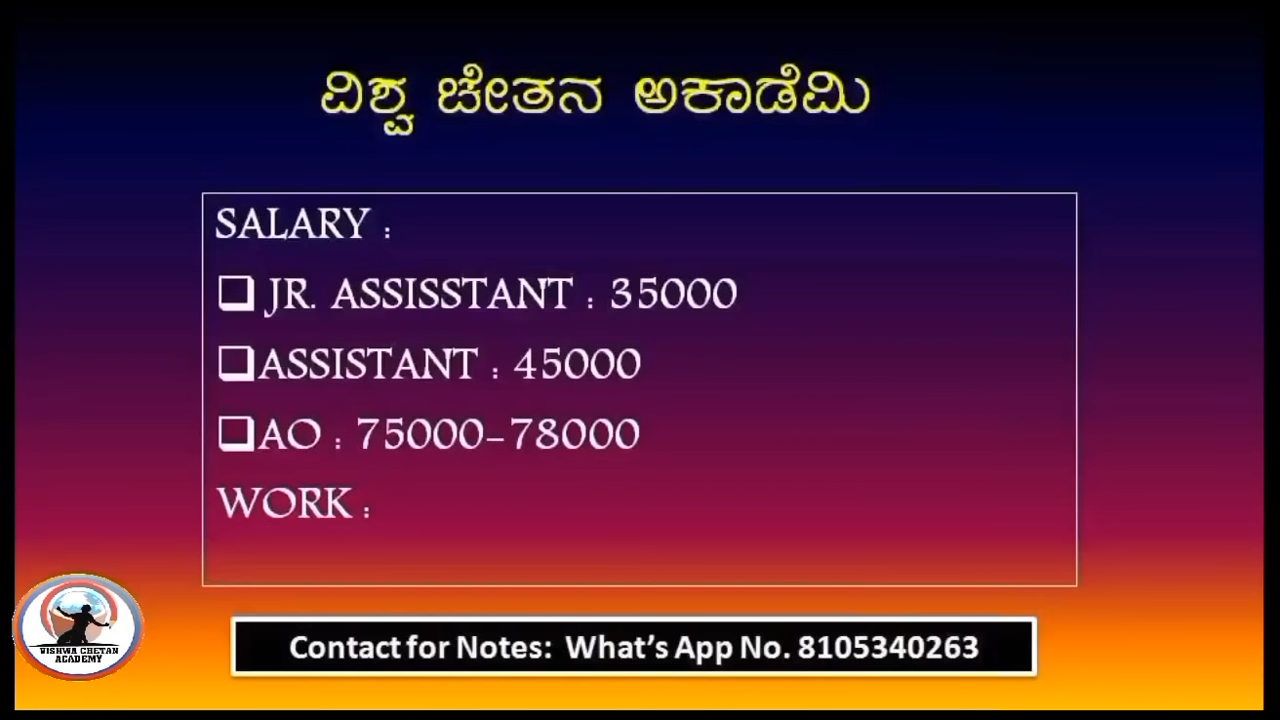 ವಿಶ್ವ ಚೇತನ ಅಕಾಡೆಮಿ
SALARY :
❑ JR. ASSISSTANT : 35000
❑ASSISTANT : 45000
❑AO : 75000-78000
WORK :
VISHWA CHETAN
ACADEMY
Contact for Notes: What's App No. 8105340263